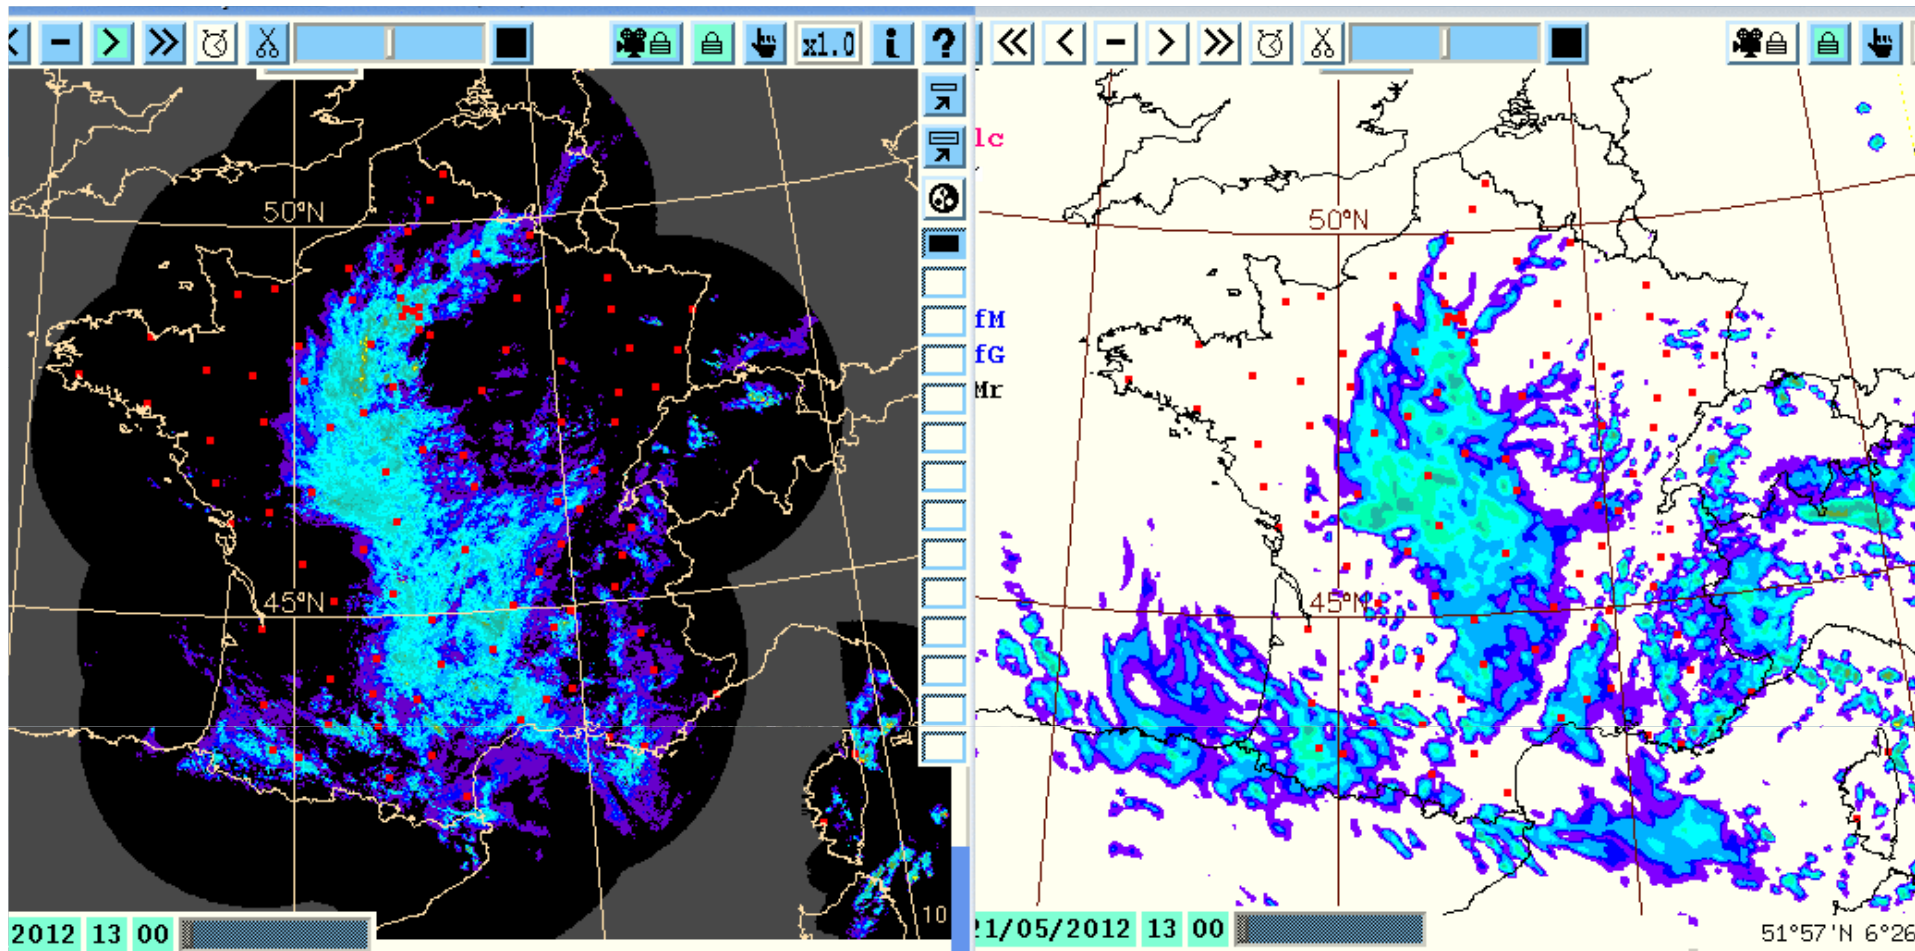 < − > >> x1.0 i ?
<< < − > >>
lc
50°N
50°N
fM
fG
Mr
45°N
45°N
10
2012 13 00
21/05/2012 13 00
51°57'N 6°26